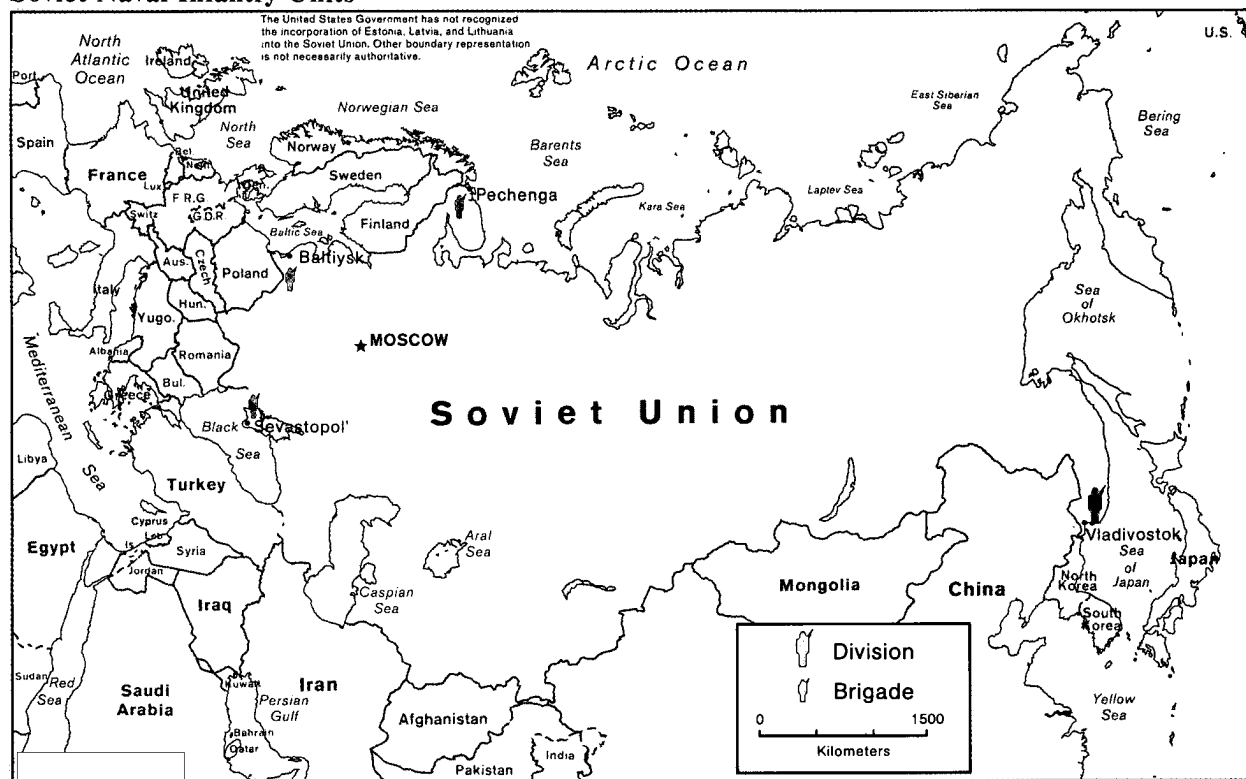 Soviet Naval Infantry Units
The United States Government has not recognized
the incorporation of Estonia, Latvia, and Lithuania
into the Soviet Union. Other boundary representation
is not necessarily authoritative.
U.S.
North
Atlantic
Ocean
Ireland
United
Kingdom
Port.
Arctic Ocean
East Siberian
Sea
Bering
Sea
Norwegian Sea
North
Sea
Spain
Norway
Barents
Sea
France
Bel.
Neth.
Lux.
Den.
Sweden
Laptev Sea
Pechenga
Kara Sea
F.R.G.
G.D.R.
Switz
Baltic Sea
Finland
Baltiysk
Aus.
Czech
Poland
Italy
Hun.
Yugo.
Sea
of
Okhotsk
MOSCOW
Albania
Romania
Bul.
Greece
Mediterranean
Sea
Soviet Union
Black
Sea
Sevastopol'
Libya
Turkey
Cyprus
Leb.
Is.
Syria
Aral
Sea
Vladivostok
Sea
of
Japan
Japan
Egypt
Jordan
Iraq
Caspian
Sea
Mongolia
China
North
Korea
South
Korea
Division
Brigade
0
1500
Kilometers
Sudan
Red
Sea
Saudi
Arabia
Kuwait
Iran
Persian
Gulf
Bahrain
Qatar
Afghanistan
Pakistan
India
Yellow
Sea